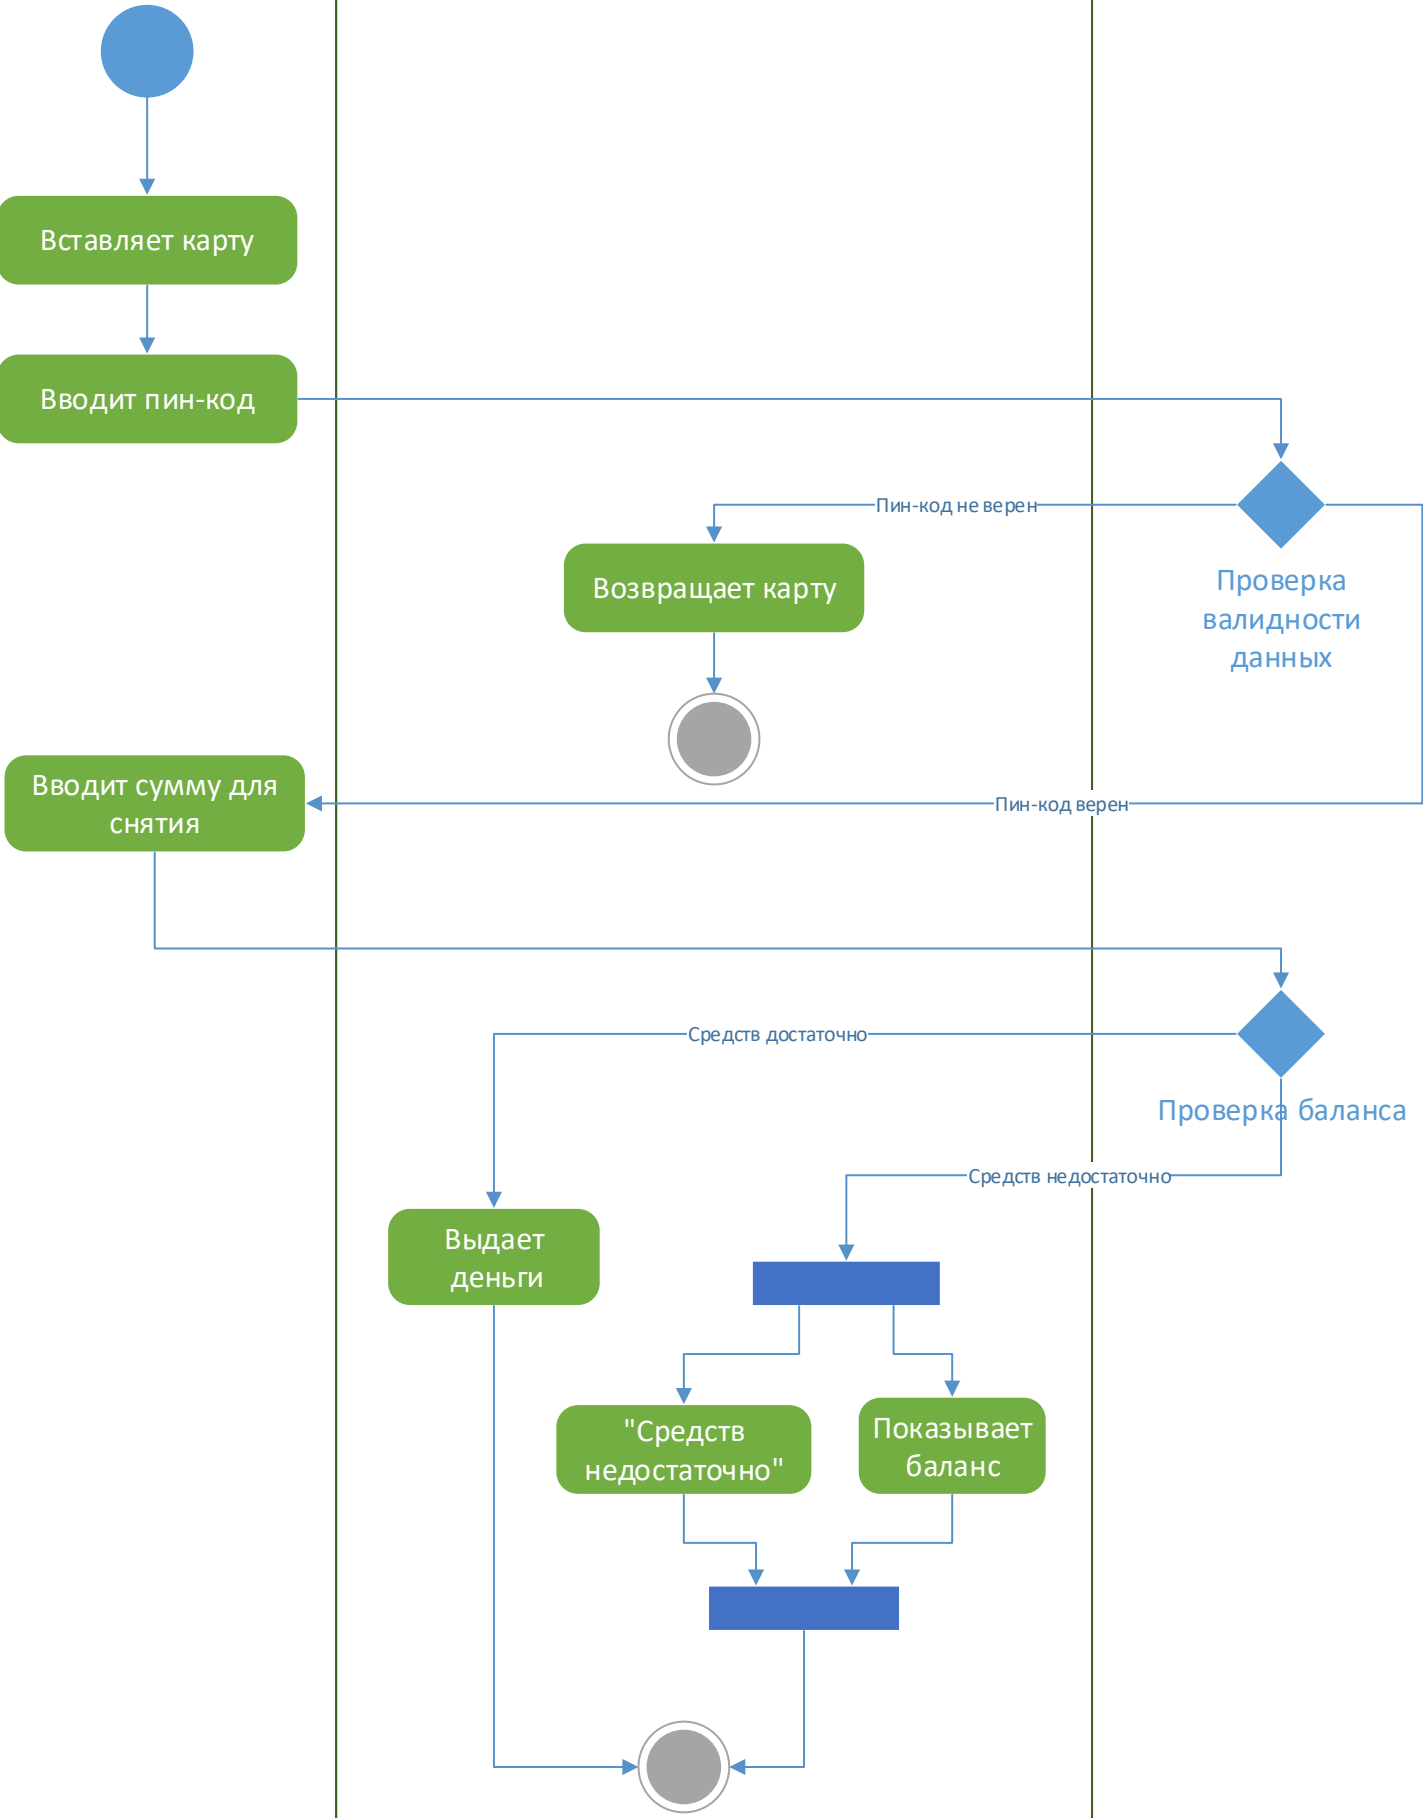 Вставляет карту
Вводит пин-код
Пин-код не верен
Возвращает карту
Проверка
валидности
данных
Вводит сумму для
снятия
Пин-код верен
Средств достаточно
Проверка баланса
Средств недостаточно
Выдает
деньги
"Средств
недостаточно"
Показывает
баланс